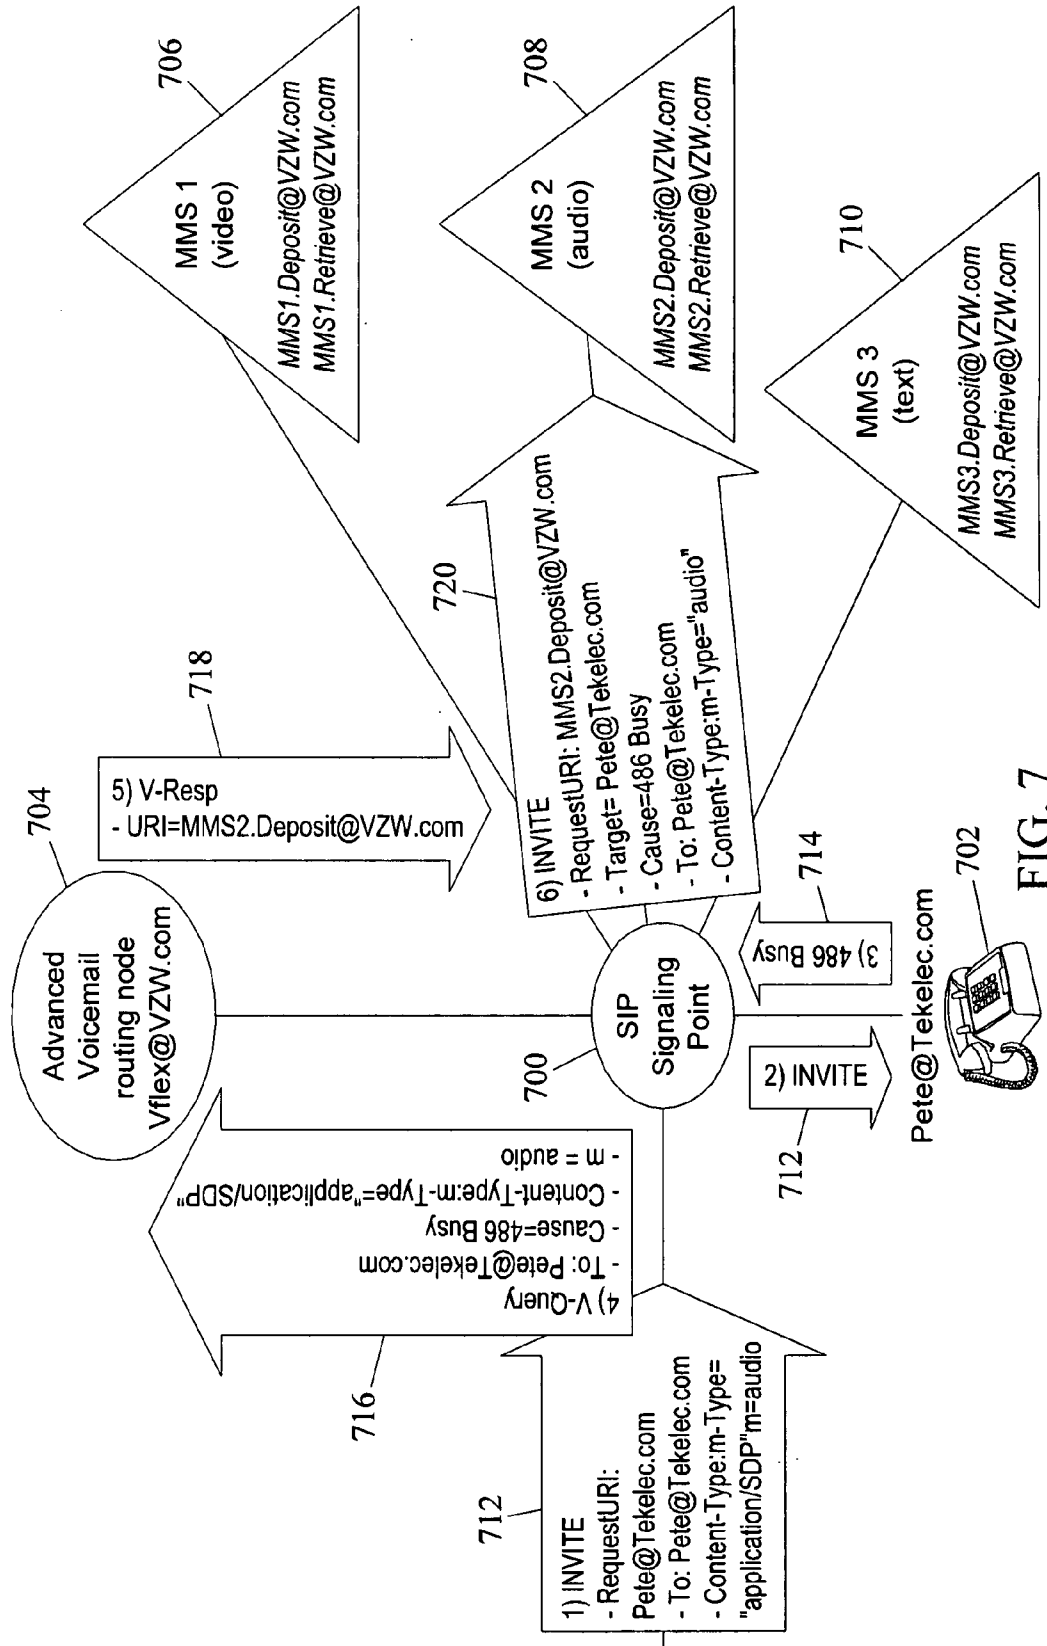 704
Advanced
Voicemail
routing node
Vflex@VZW.com
718
5) V-Resp
- URI=MMS2.Deposit@VZW.com
706
MMS 1
(video)
MMS1.Deposit@VZW.com
MMS1.Retrieve@VZW.com
716
4) V-Query
- To: Pete@Tekelec.com
- Cause=486 Busy
- Content-Type:m-Type="application/SDP"
- m = audio
720
6) INVITE
- RequestURI: MMS2.Deposit@VZW.com
- Target= Pete@Tekelec.com
- Cause=486 Busy
- To: Pete@Tekelec.com
- Content-Type:m-Type="audio"
708
MMS 2
(audio)
MMS2.Deposit@VZW.com
MMS2.Retrieve@VZW.com
712
1) INVITE
- RequestURI:
Pete@Tekelec.com
- To: Pete@Tekelec.com
- Content-Type:m-Type=
"application/SDP"m=audio
700
SIP
Signaling
Point
712
2) INVITE
714
3) 486 Busy
710
MMS 3
(text)
MMS3.Deposit@VZW.com
MMS3.Retrieve@VZW.com
Pete@Tekelec.com
702
FIG. 7